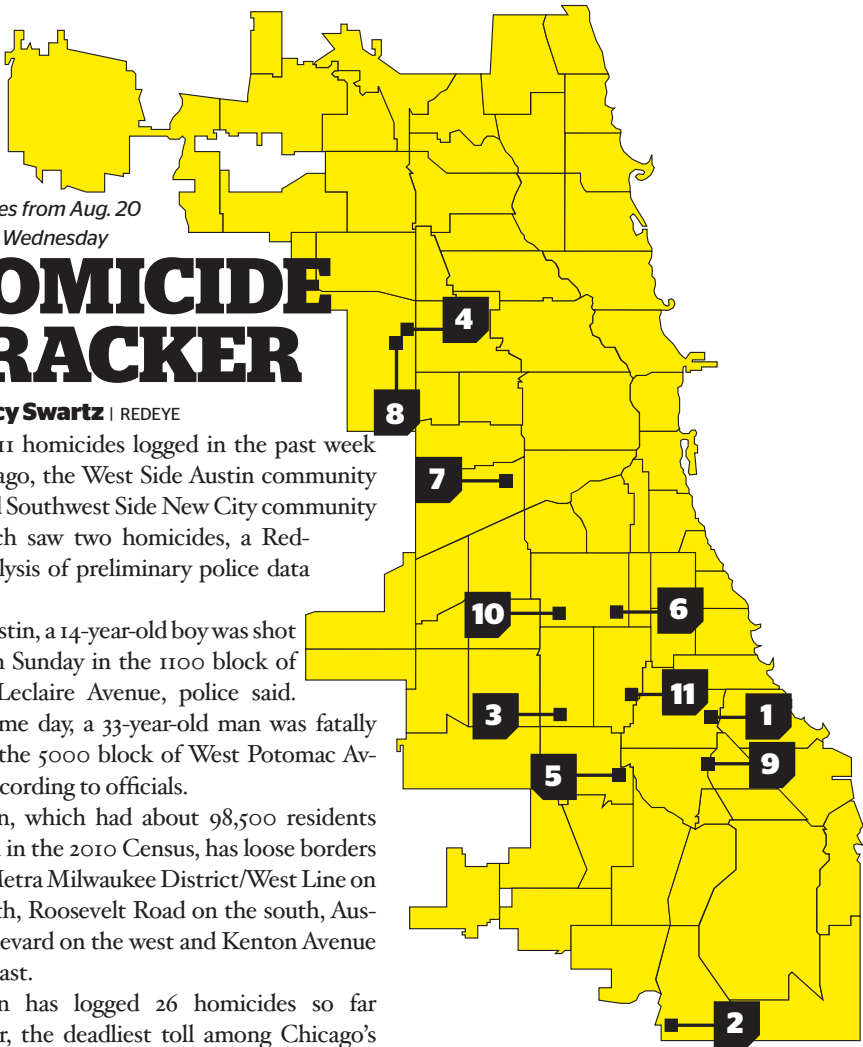 es from Aug. 20
Wednesday
OMICIDE
RACKER
cy Swartz | REDEYE
11 homicides logged in the past week
ago, the West Side Austin community
l Southwest Side New City community
ch saw two homicides, a Red-
lysis of preliminary police data
stin, a 14-year-old boy was shot
n Sunday in the 1100 block of
Leclaire Avenue, police said.
me day, a 33-year-old man was fatally
the 5000 block of West Potomac Av-
cording to officials.
n, which had about 98,500 residents
in the 2010 Census, has loose borders
Metra Milwaukee District/West Line on
th, Roosevelt Road on the south, Aus-
levard on the west and Kenton Avenue
ast.
n has logged 26 homicides so far
r, the deadliest toll among Chicago's
4
8
7
10
6
11
3
1
5
9
2